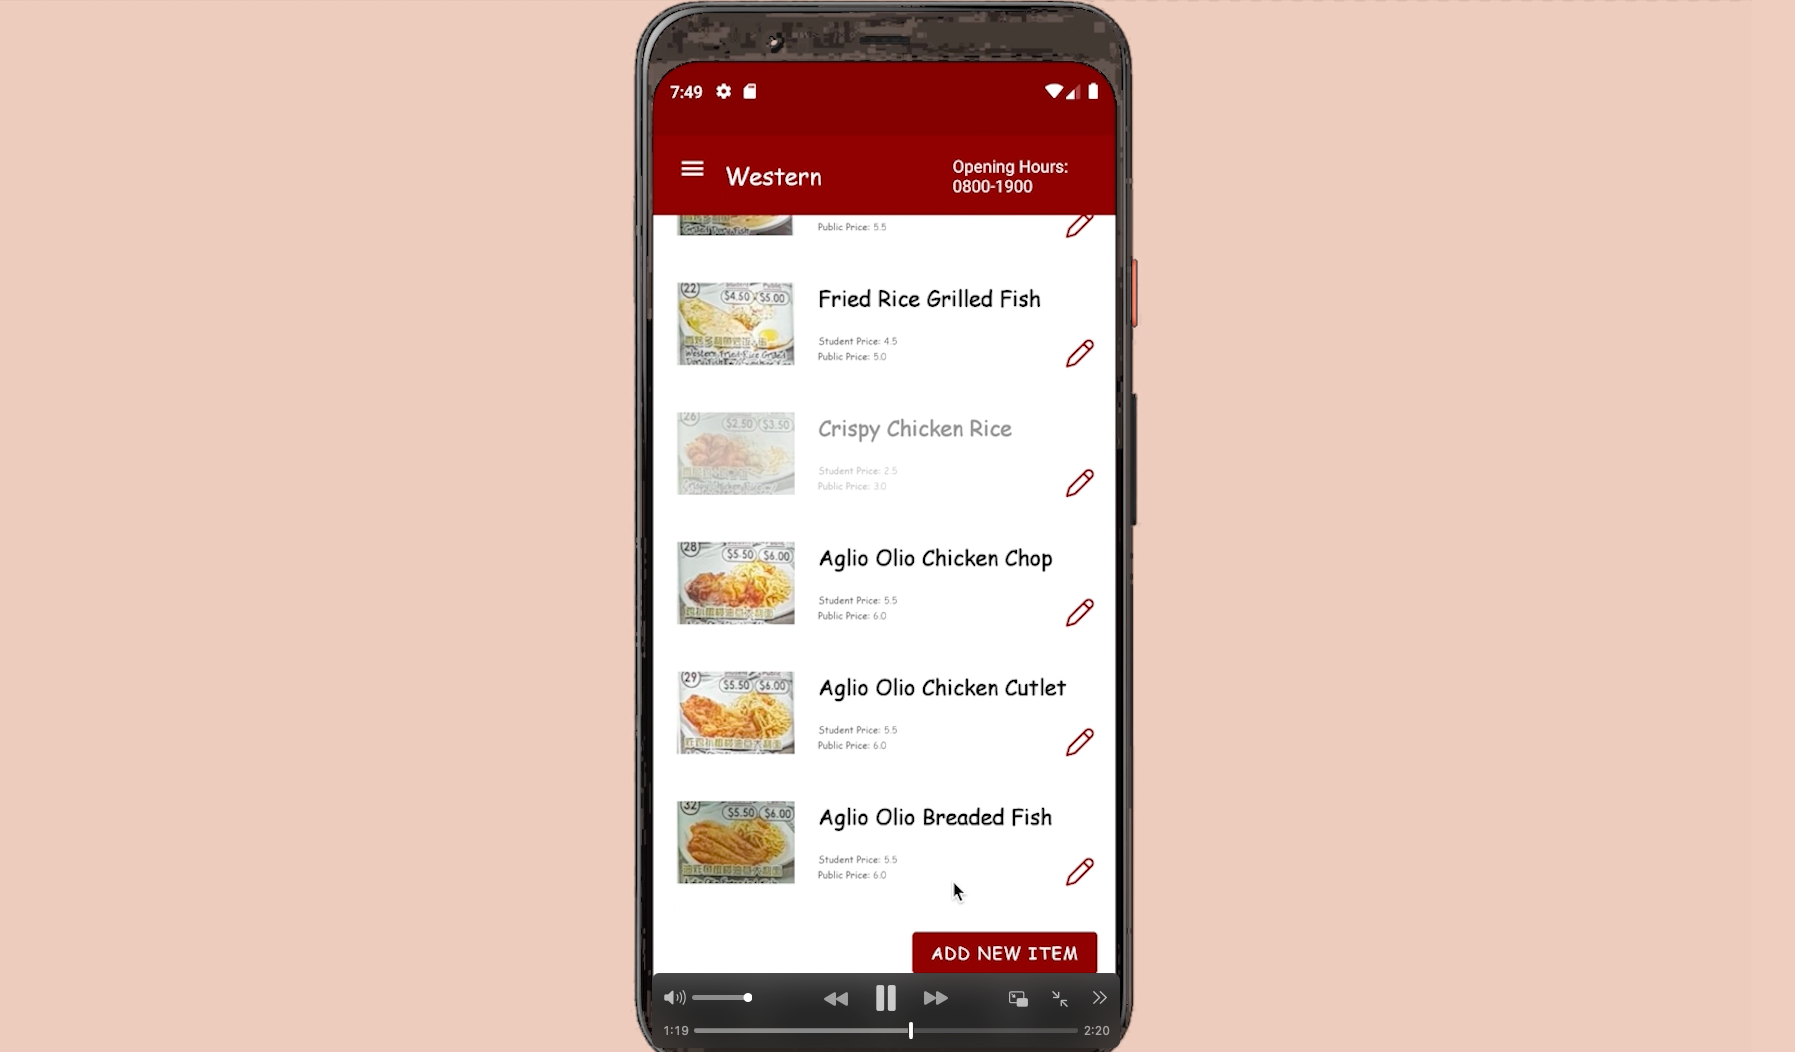 7:49
Western
Opening Hours:
0800-1900
Public Price: 5.5
22
$4.50 $5.00
Fried Rice Grilled Fish
Student Price: 4.5
Public Price: 5.0
26
$2.50 $3.50
Crispy Chicken Rice
Student Price: 2.5
Public Price: 3.0
28
$5.50 $6.00
Aglio Olio Chicken Chop
Student Price: 5.5
Public Price: 6.0
29
$5.50 $6.00
Aglio Olio Chicken Cutlet
Student Price: 5.5
Public Price: 6.0
32
$5.50 $6.00
Aglio Olio Breaded Fish
Student Price: 5.5
Public Price: 6.0
ADD NEW ITEM
1:19
2:20